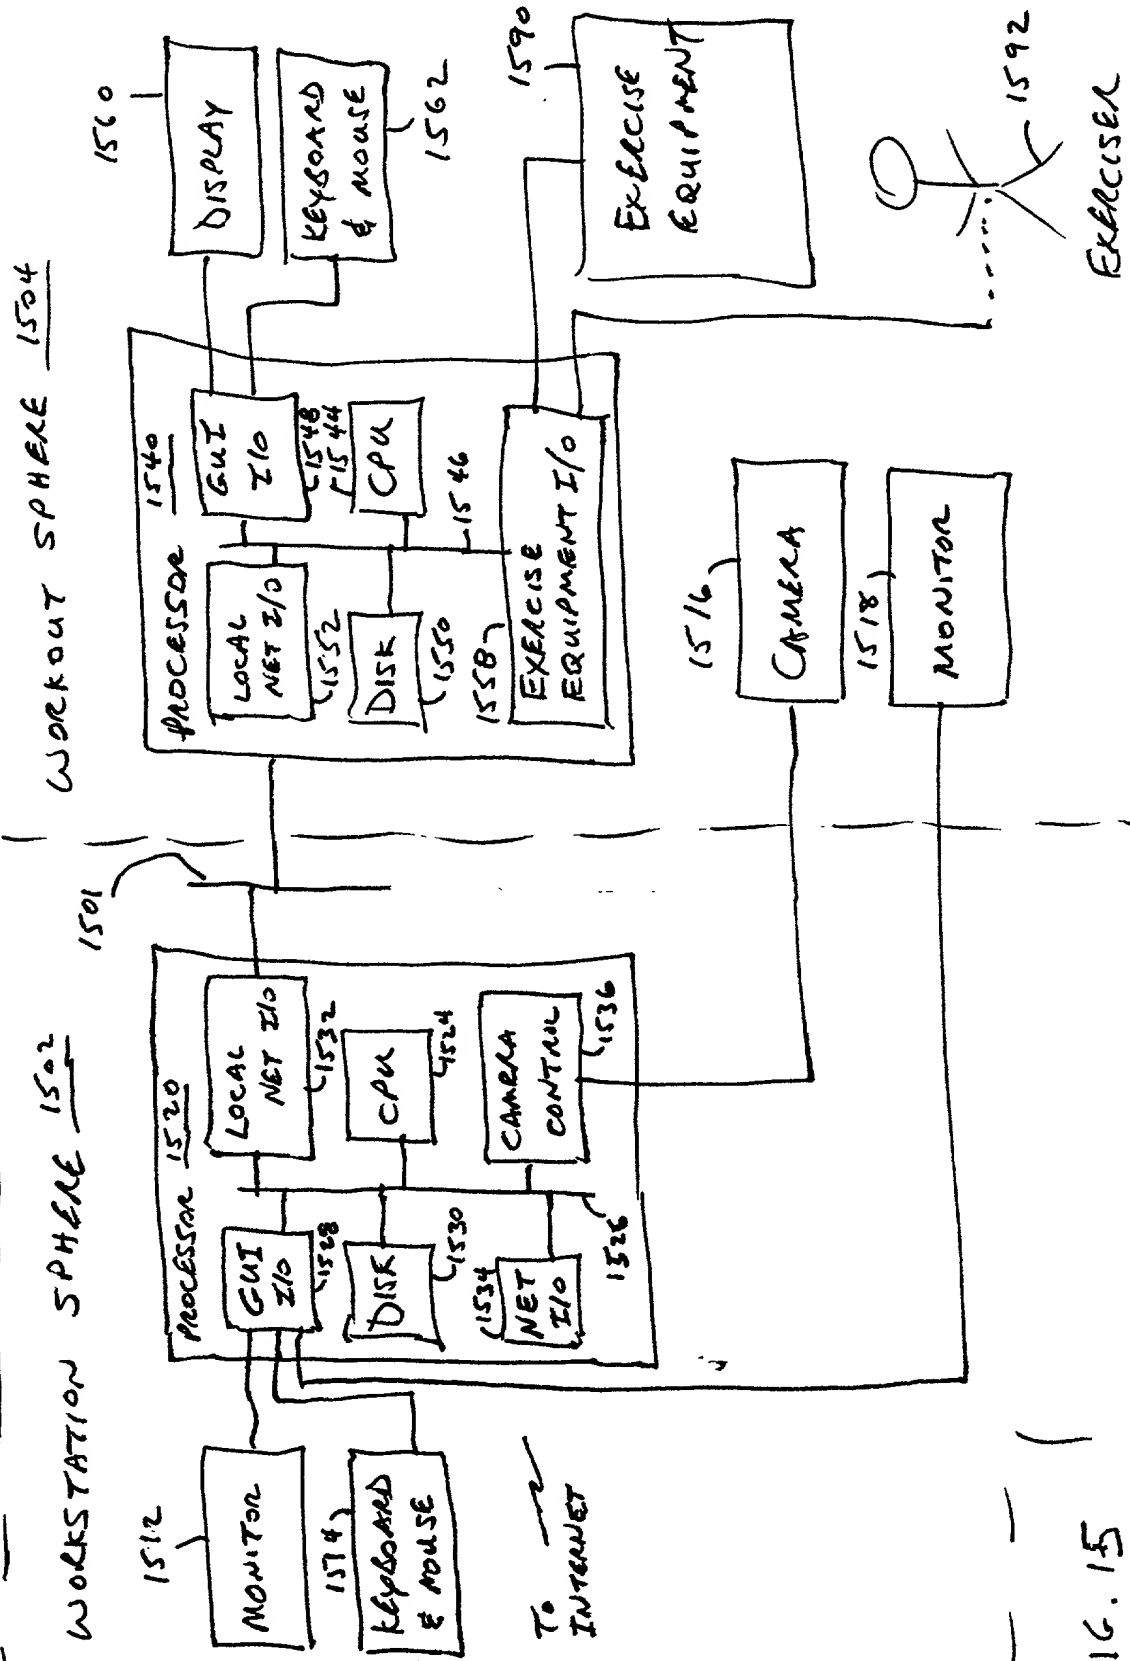 WORKSTATION SPHERE 1502
WORKOUT SPHERE 1504
1512
MONITOR
1514
KEYBOARD
& MOUSE
TO
INTERNET
PROCESSOR 1520
GUI
I/O
1528
LOCAL
NET I/O
1532
DISK
1530
CPU
1524
1534
NET
I/O
CAMERA
CONTROL
1536
1526
1501
PROCESSOR 1540
LOCAL
NET I/O
1552
GUI
I/O
1548
1544
DISK
1550
CPU
1546
1558
EXERCISE
EQUIPMENT I/O
1560
DISPLAY
KEYBOARD
& MOUSE
1562
1590
EXERCISE
EQUIPMENT
1516
CAMERA
1518
MONITOR
1592
EXERCISER
IG. 15